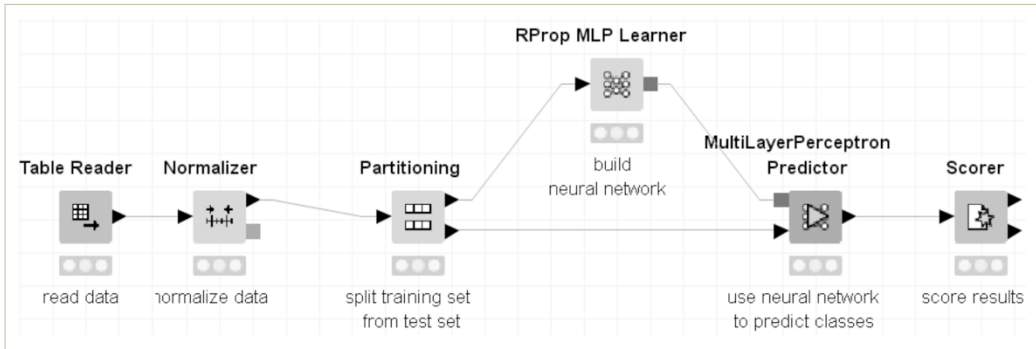 RProp MLP Learner
build
neural network
Table Reader
read data
Normalizer
normalize data
Partitioning
split training set
from test set
MultiLayerPerceptron
Predictor
use neural network
to predict classes
Scorer
score results